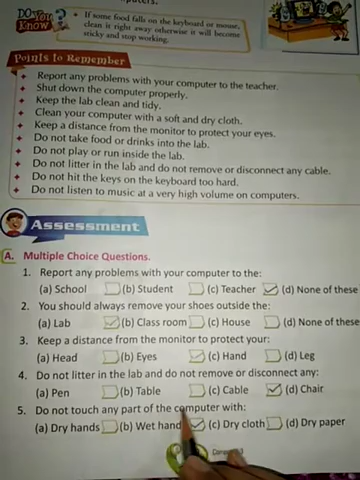 DO You Know
• If some food falls on the keyboard or mouse, clean it right away otherwise it will become sticky and stop working.
Points to Remember
Report any problems with your computer to the teacher.
Shut down the computer properly.
Keep the lab clean and tidy.
Clean your computer with a soft and dry cloth.
Keep a distance from the monitor to protect your eyes.
Do not take food or drinks into the lab.
Do not play or run inside the lab.
Do not litter in the lab and do not remove or disconnect any cable.
Do not hit the keys on the keyboard too hard.
Do not listen to music at a very high volume on computers.
Assessment
A. Multiple Choice Questions.
1. Report any problems with your computer to the:
(a) School (b) Student (c) Teacher (d) None of these
2. You should always remove your shoes outside the:
(a) Lab (b) Class room (c) House (d) None of these
3. Keep a distance from the monitor to protect your:
(a) Head (b) Eyes (c) Hand (d) Leg
4. Do not litter in the lab and do not remove or disconnect any:
(a) Pen (b) Table (c) Cable (d) Chair
5. Do not touch any part of the computer with:
(a) Dry hands (b) Wet hand (c) Dry cloth (d) Dry paper